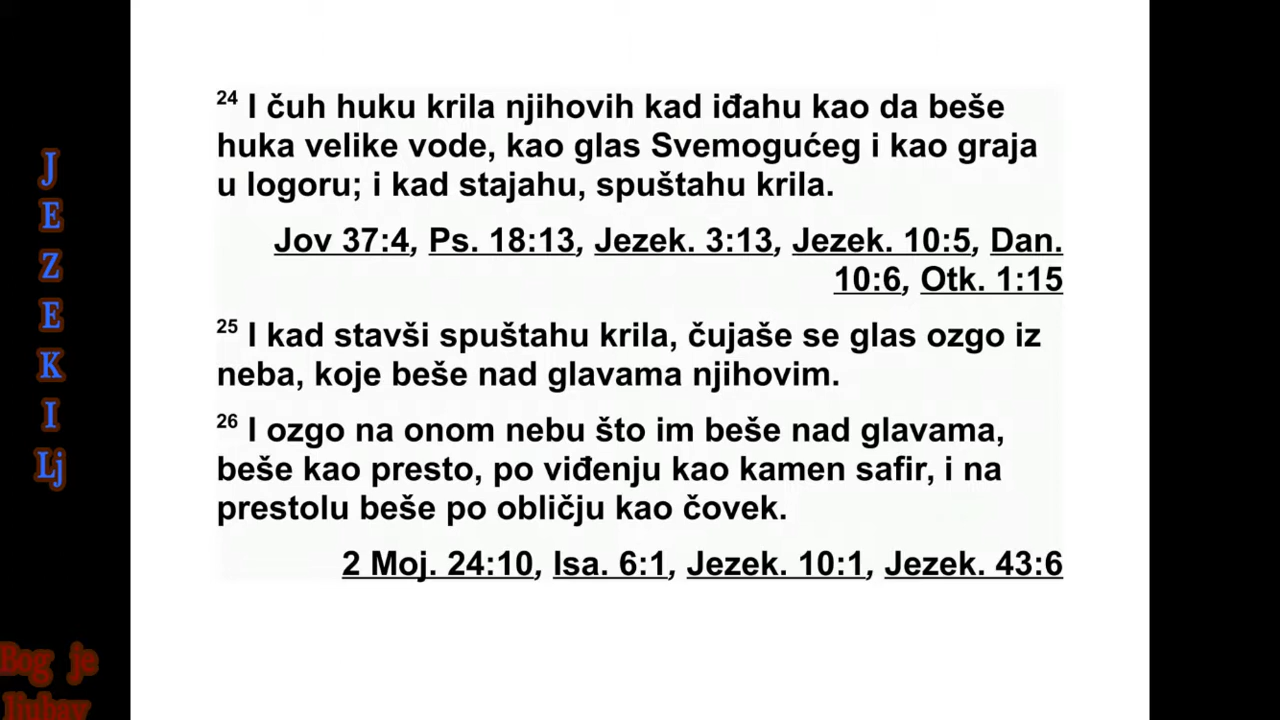 J
E
Z
E
K
I
Lj
Bog je
ljubav
24 I čuh huku krila njihovih kad iđahu kao da beše
huka velike vode, kao glas Svemogućeg i kao graja
u logoru; i kad stajahu, spuštahu krila.
Jov 37:4, Ps. 18:13, Jezek. 3:13, Jezek. 10:5, Dan.
10:6, Otk. 1:15
25 I kad stavši spuštahu krila, čujaše se glas ozgo iz
neba, koje beše nad glavama njihovim.
26 I ozgo na onom nebu što im beše nad glavama,
beše kao presto, po viđenju kao kamen safir, i na
prestolu beše po obličju kao čovek.
2 Moj. 24:10, Isa. 6:1, Jezek. 10:1, Jezek. 43:6